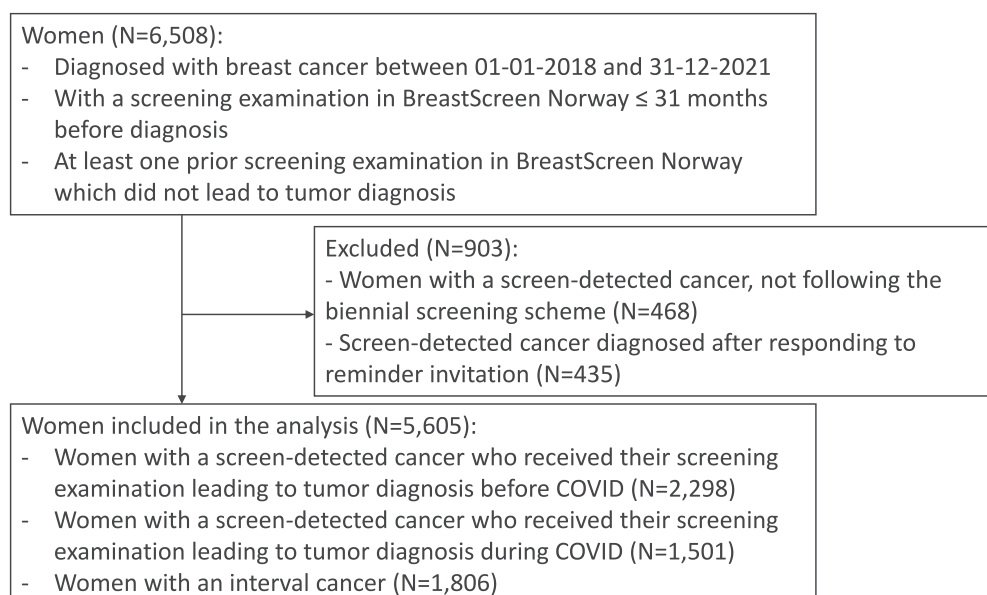 Women (N=6,508):
- Diagnosed with breast cancer between 01-01-2018 and 31-12-2021
- With a screening examination in BreastScreen Norway ≤ 31 months
before diagnosis
- At least one prior screening examination in BreastScreen Norway
which did not lead to tumor diagnosis
Excluded (N=903):
- Women with a screen-detected cancer, not following the
biennial screening scheme (N=468)
- Screen-detected cancer diagnosed after responding to
reminder invitation (N=435)
Women included in the analysis (N=5,605):
- Women with a screen-detected cancer who received their screening
examination leading to tumor diagnosis before COVID (N=2,298)
- Women with a screen-detected cancer who received their screening
examination leading to tumor diagnosis during COVID (N=1,501)
- Women with an interval cancer (N=1,806)